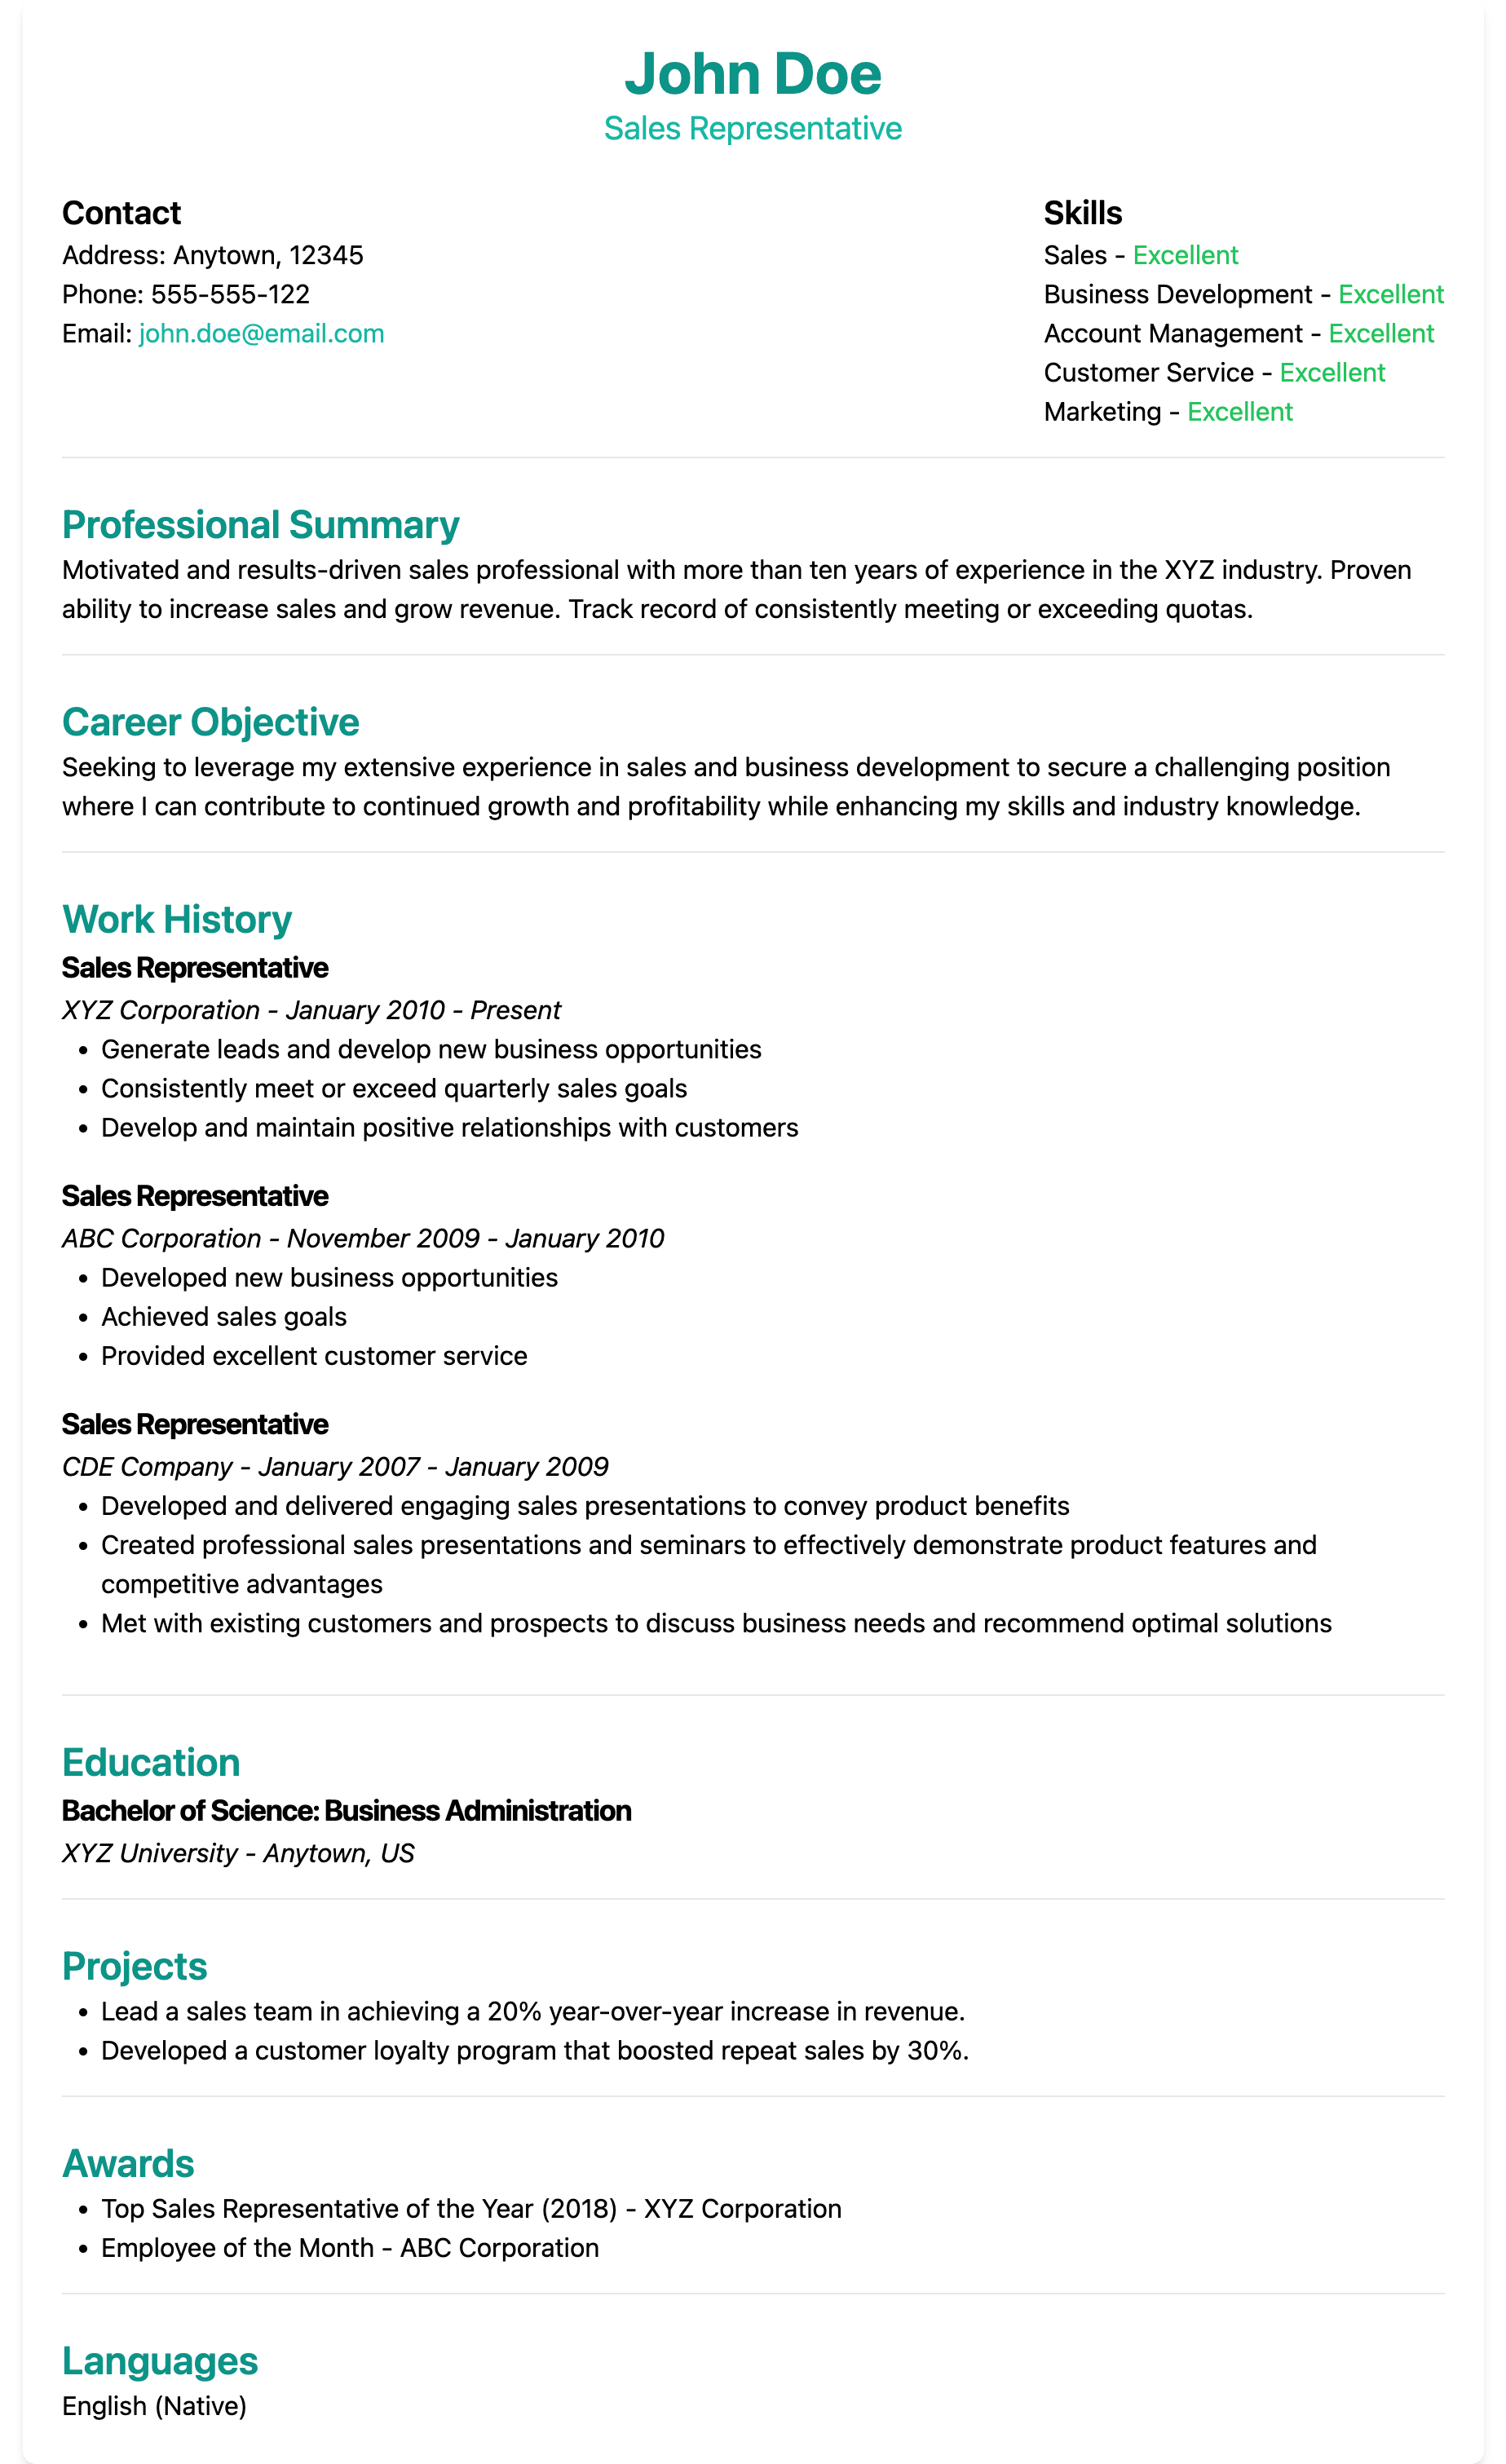 John Doe
Sales Representative
Contact
Address: Anytown, 12345
Phone: 555-555-122
Email: john.doe@email.com
Skills
Sales - Excellent
Business Development - Excellent
Account Management - Excellent
Customer Service - Excellent
Marketing - Excellent
Professional Summary
Motivated and results-driven sales professional with more than ten years of experience in the XYZ industry. Proven
ability to increase sales and grow revenue. Track record of consistently meeting or exceeding quotas.
Career Objective
Seeking to leverage my extensive experience in sales and business development to secure a challenging position
where I can contribute to continued growth and profitability while enhancing my skills and industry knowledge.
Work History
Sales Representative
XYZ Corporation - January 2010 - Present
• Generate leads and develop new business opportunities
• Consistently meet or exceed quarterly sales goals
• Develop and maintain positive relationships with customers
Sales Representative
ABC Corporation - November 2009 - January 2010
• Developed new business opportunities
• Achieved sales goals
• Provided excellent customer service
Sales Representative
CDE Company - January 2007 - January 2009
• Developed and delivered engaging sales presentations to convey product benefits
• Created professional sales presentations and seminars to effectively demonstrate product features and
competitive advantages
• Met with existing customers and prospects to discuss business needs and recommend optimal solutions
Education
Bachelor of Science: Business Administration
XYZ University - Anytown, US
Projects
• Lead a sales team in achieving a 20% year-over-year increase in revenue.
• Developed a customer loyalty program that boosted repeat sales by 30%.
Awards
• Top Sales Representative of the Year (2018) - XYZ Corporation
• Employee of the Month - ABC Corporation
Languages
English (Native)